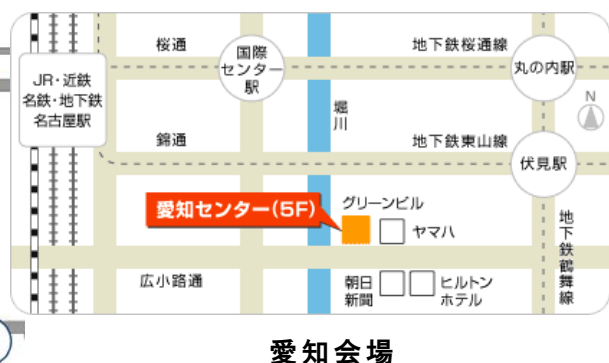 桜通
国際
センター
駅
地下鉄桜通線
丸の内駅
JR・近鉄
名鉄・地下鉄
名古屋駅
堀
川
N
錦通
地下鉄東山線
伏見駅
愛知センター(5F)
グリーンビル
ヤマハ
地下鉄鶴舞線
広小路通
朝日
新聞
ヒルトン
ホテル
愛知会場